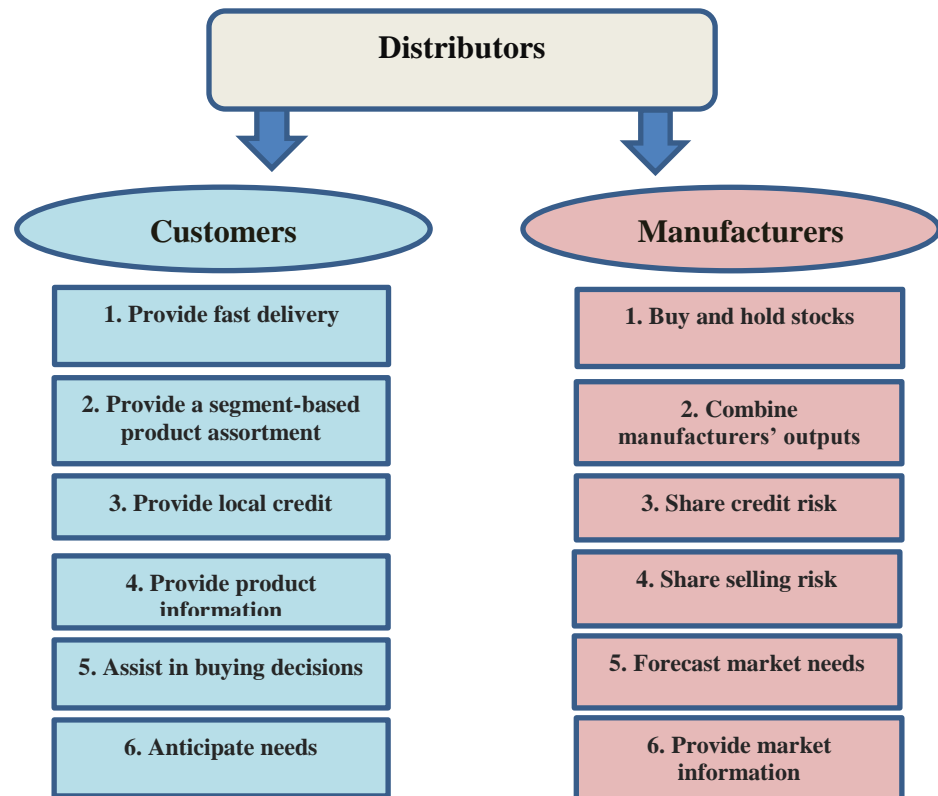 Distributors
Customers
1. Provide fast delivery
2. Provide a segment-based
product assortment
3. Provide local credit
4. Provide product
information
5. Assist in buying decisions
6. Anticipate needs
Manufacturers
1. Buy and hold stocks
2. Combine
manufacturers’ outputs
3. Share credit risk
4. Share selling risk
5. Forecast market needs
6. Provide market
information